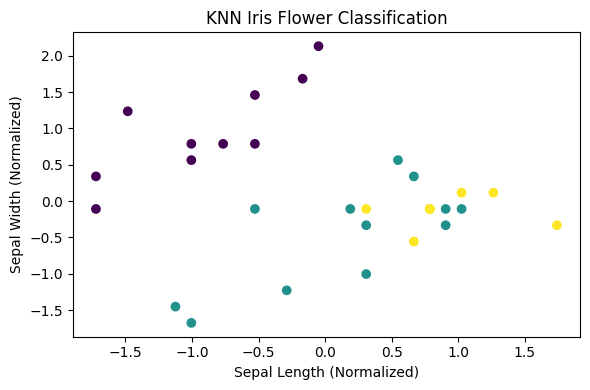 KNN Iris Flower Classification
Sepal Width (Normalized)
2.0
1.5
1.0
0.5
0.0
−0.5
−1.0
−1.5
−1.5 −1.0 −0.5 0.0 0.5 1.0 1.5
Sepal Length (Normalized)